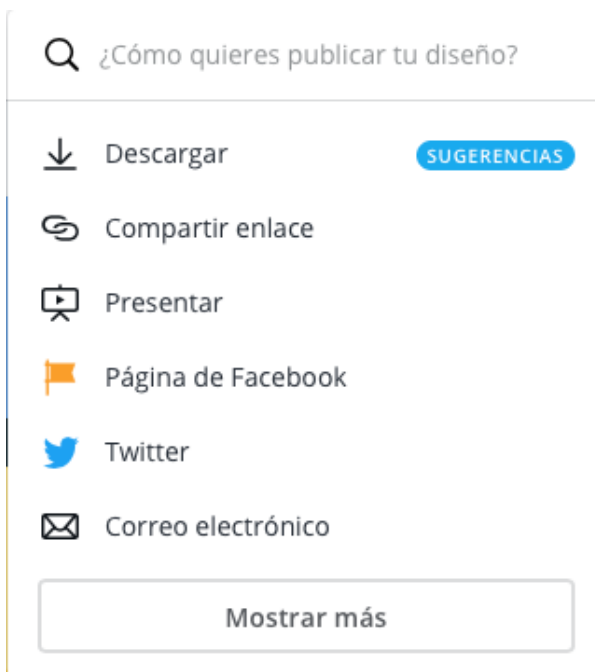 ¿Cómo quieres publicar tu diseño?
Descargar SUGERENCIAS
Compartir enlace
Presentar
Página de Facebook
Twitter
Correo electrónico
Mostrar más